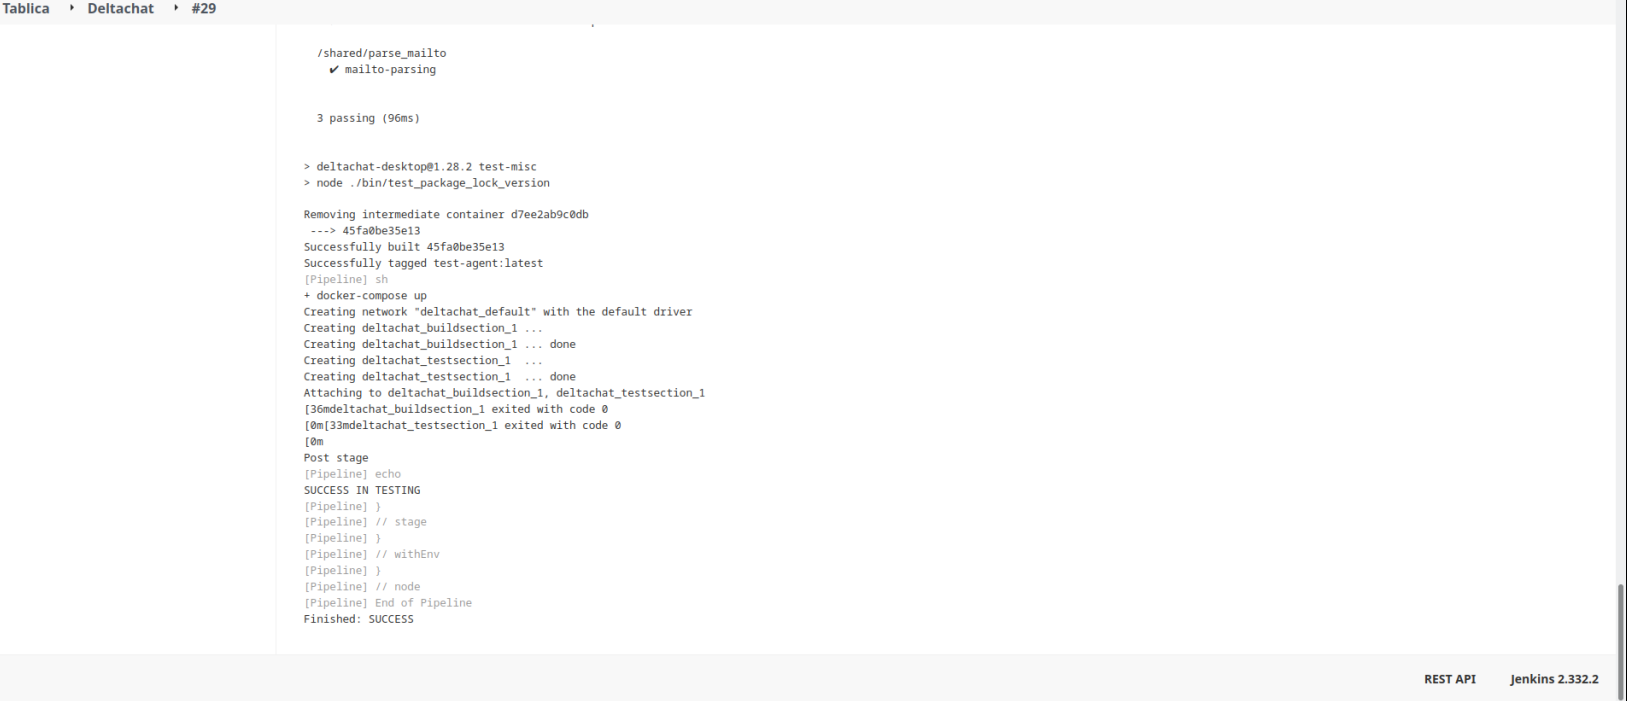 Tablica Deltachat #29
/shared/parse_mailto
✔ mailto-parsing
3 passing (96ms)
> deltachat-desktop@1.28.2 test-misc
> node ./bin/test_package_lock_version
Removing intermediate container d7ee2ab9c0db
---> 45fa0be35e13
Successfully built 45fa0be35e13
Successfully tagged test-agent:latest
[Pipeline] sh
+ docker-compose up
Creating network "deltachat_default" with the default driver
Creating deltachat_buildsection_1 ...
Creating deltachat_buildsection_1 ... done
Creating deltachat_testsection_1  ...
Creating deltachat_testsection_1  ... done
Attaching to deltachat_buildsection_1, deltachat_testsection_1
[36mdeltachat_buildsection_1 exited with code 0
[0m[33mdeltachat_testsection_1 exited with code 0
[0m
Post stage
[Pipeline] echo
SUCCESS IN TESTING
[Pipeline] }
[Pipeline] // stage
[Pipeline] }
[Pipeline] // withEnv
[Pipeline] }
[Pipeline] // node
[Pipeline] End of Pipeline
Finished: SUCCESS
REST API Jenkins 2.332.2